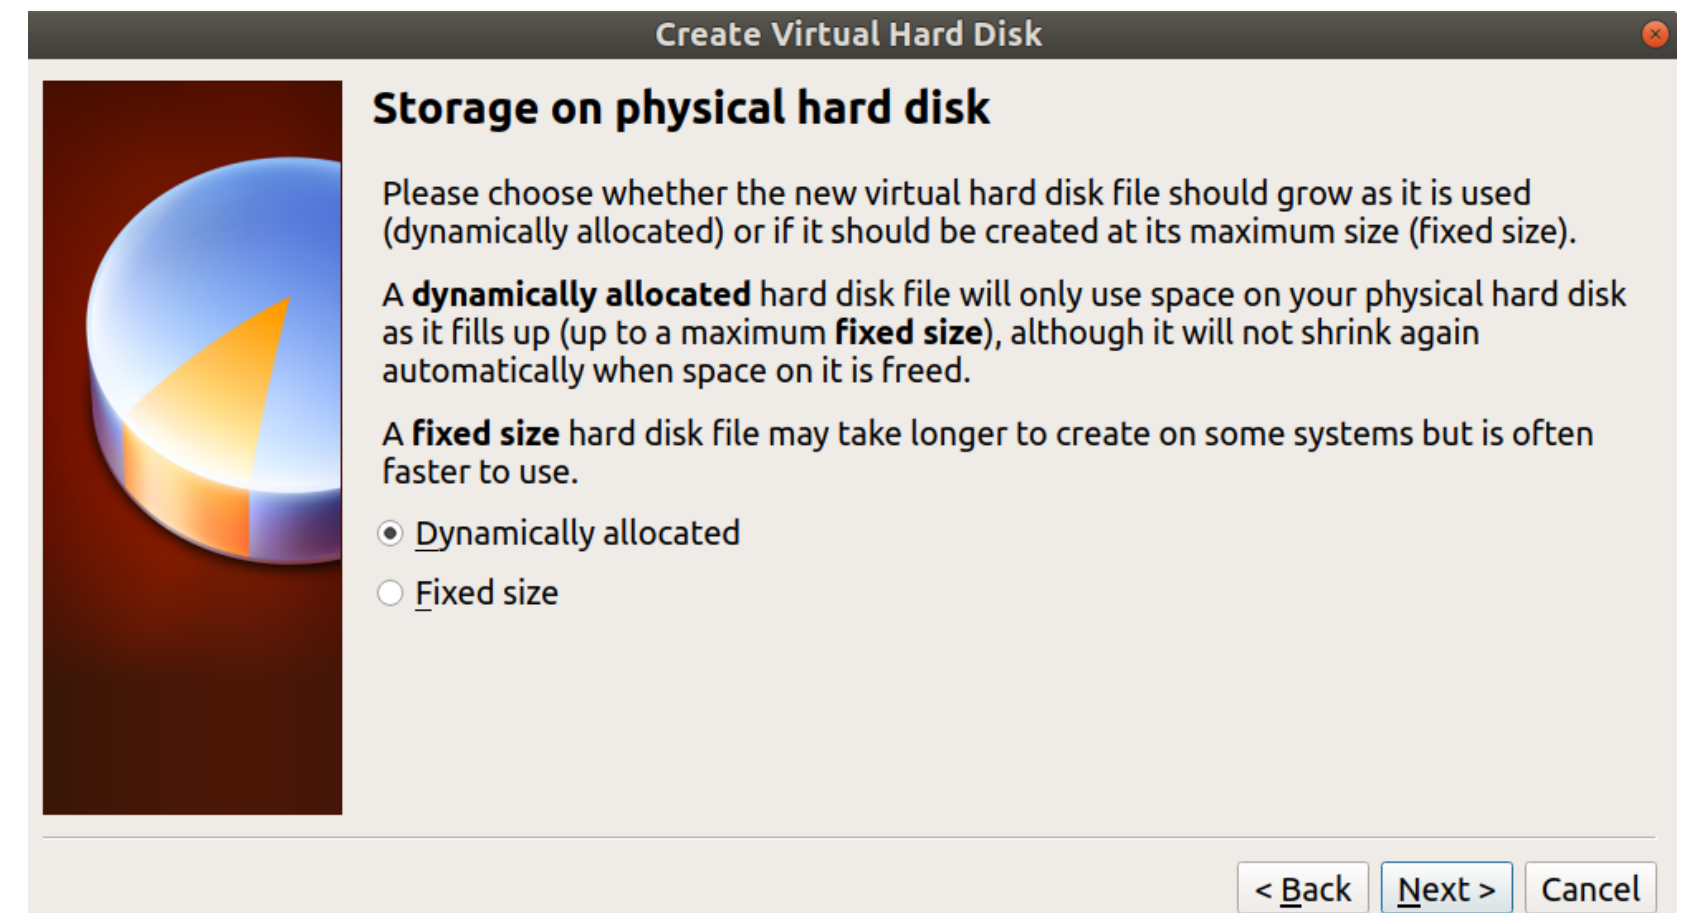 Create Virtual Hard Disk
Storage on physical hard disk
Please choose whether the new virtual hard disk file should grow as it is used
(dynamically allocated) or if it should be created at its maximum size (fixed size).
A dynamically allocated hard disk file will only use space on your physical hard disk
as it fills up (up to a maximum fixed size), although it will not shrink again
automatically when space on it is freed.
A fixed size hard disk file may take longer to create on some systems but is often
faster to use.
Dynamically allocated
Fixed size
< Back Next > Cancel